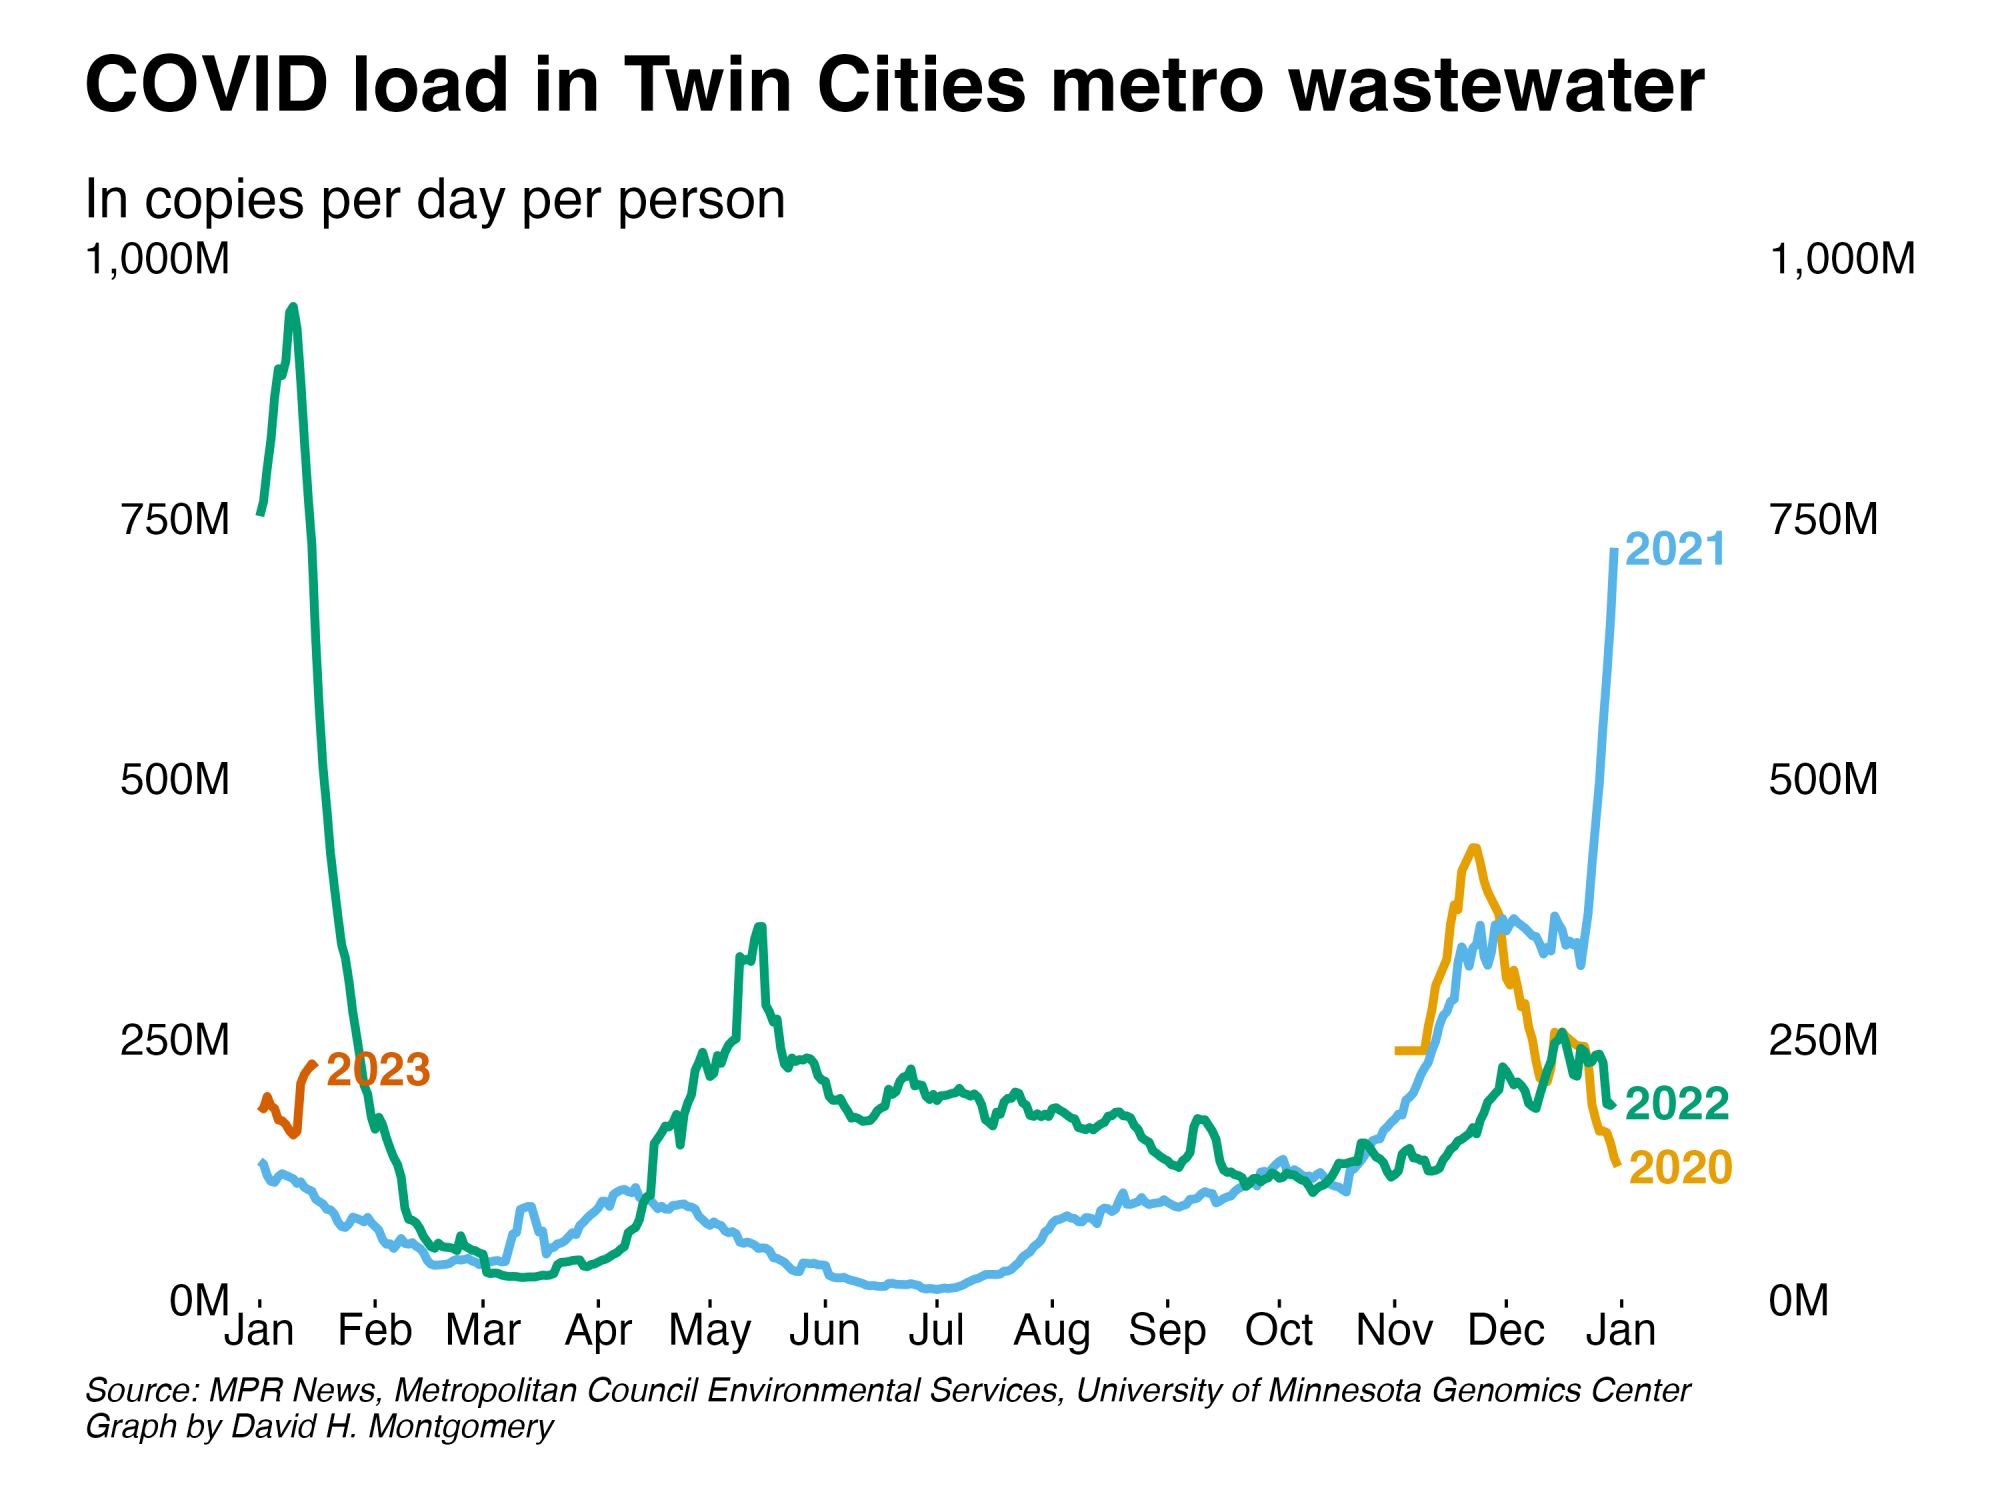 COVID load in Twin Cities metro wastewater
In copies per day per person
1,000M 1,000M
750M 750M
2021
500M 500M
250M 250M
2023
2022
2020
0M 0M
Jan Feb Mar Apr May Jun Jul Aug Sep Oct Nov Dec Jan
Source: MPR News, Metropolitan Council Environmental Services, University of Minnesota Genomics Center
Graph by David H. Montgomery